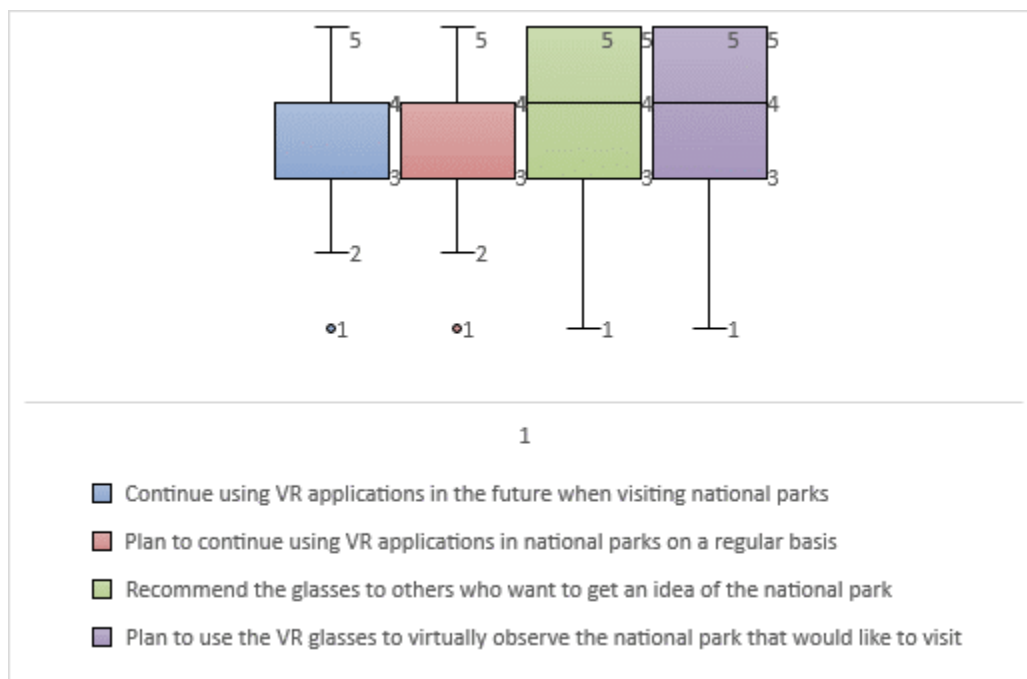 5 5 5 5 5 5
4 4 4 4
3 3 3 3
2 2
1 1 1 1
1
Continue using VR applications in the future when visiting national parks
Plan to continue using VR applications in national parks on a regular basis
Recommend the glasses to others who want to get an idea of the national park
Plan to use the VR glasses to virtually observe the national park that would like to visit